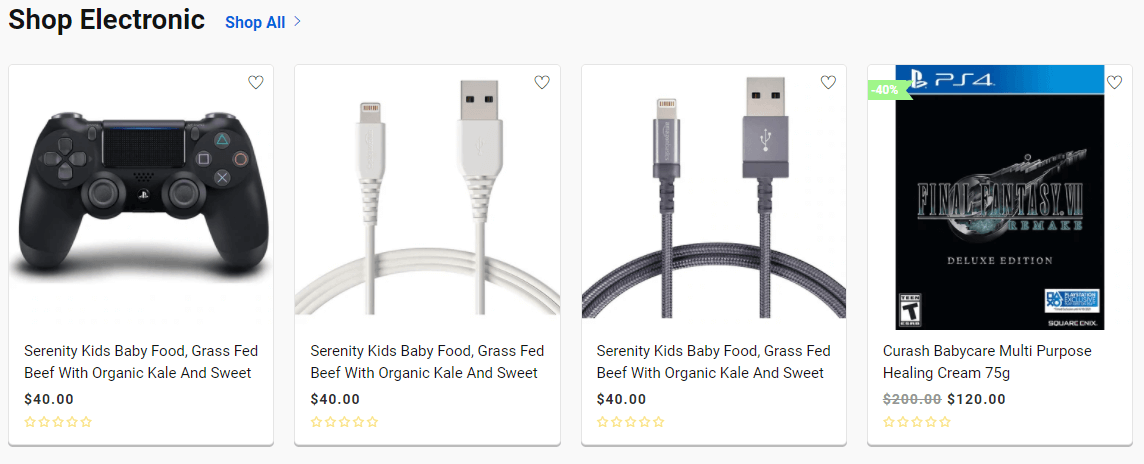 Shop Electronic Shop All
Serenity Kids Baby Food, Grass Fed
Beef With Organic Kale And Sweet
$40.00
Serenity Kids Baby Food, Grass Fed
Beef With Organic Kale And Sweet
$40.00
Serenity Kids Baby Food, Grass Fed
Beef With Organic Kale And Sweet
$40.00
-40%
PS4
FINAL FANTASY VII
REMAKE
DELUXE EDITION
TEEN
T
ESRB
PLAYSTATION
EXCLUSIVE
SQUARE ENIX
Curash Babycare Multi Purpose
Healing Cream 75g
$200.00 $120.00